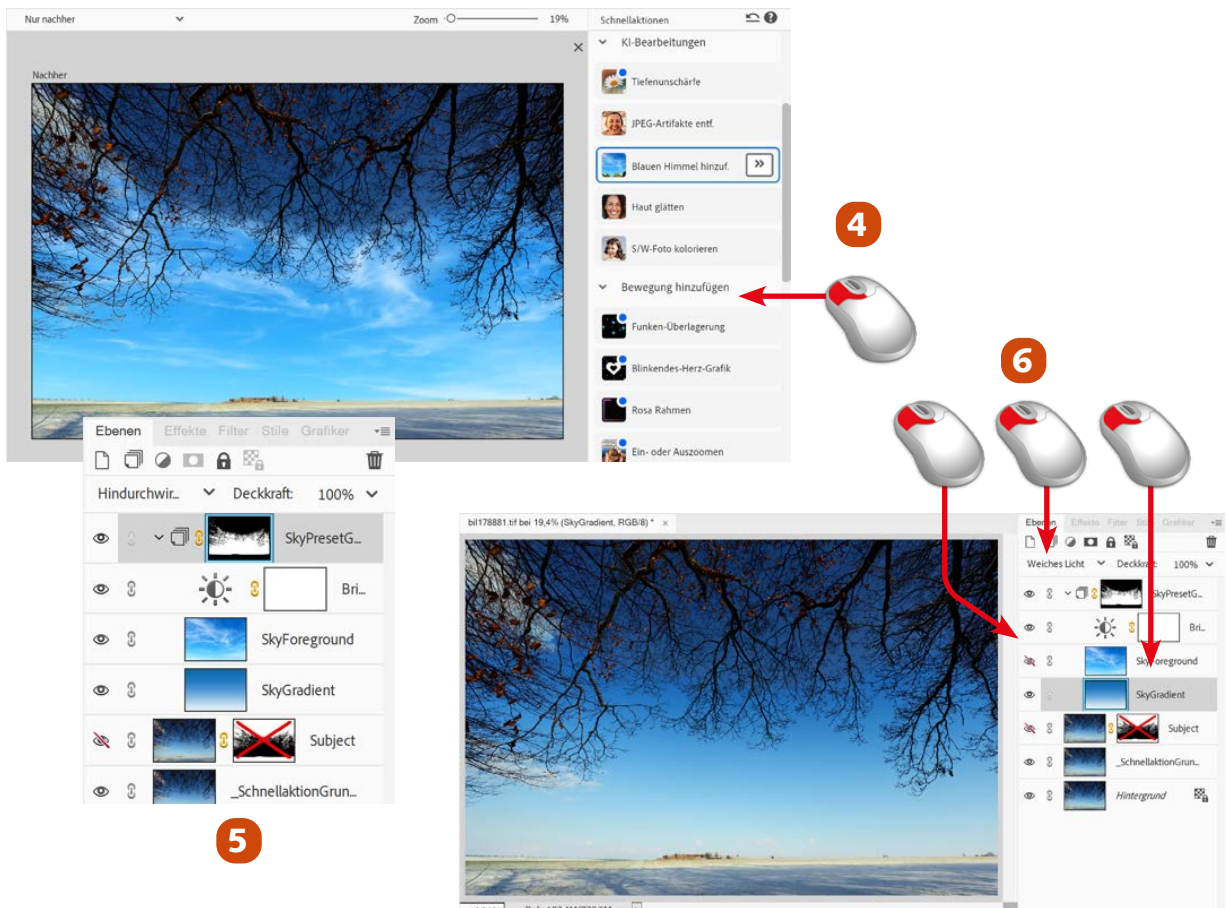 Nur nachher
Zoom
19%
Schnellaktionen
KI-Bearbeitungen
Nachher
Tiefenunschärfe
JPEG-Artifakte entf.
Blauen Himmel hinzuf.
Haut glätten
S/W-Foto kolorieren
Bewegung hinzufügen
Funken-Überlagerung
Blinkendes-Herz-Grafik
Rosa Rahmen
Ein- oder Auszoomen
4
6
Ebenen Effekte Filter Stile Grafiker
Hindurchwir... Deckkraft: 100%
SkyPresetG...
Bri...
SkyForeground
SkyGradient
Subject
_SchnellaktionGrun...
5
bil178881.tif bei 19,4% (SkyGradient, RGB/8) * x
Ebenen Effekte Filter Stile Grafiker
Weiches Licht Deckkraft: 100%
SkyPresetG...
Bri...
SkyForeground
SkyGradient
Subject
_SchnellaktionGrun...
Hintergrund